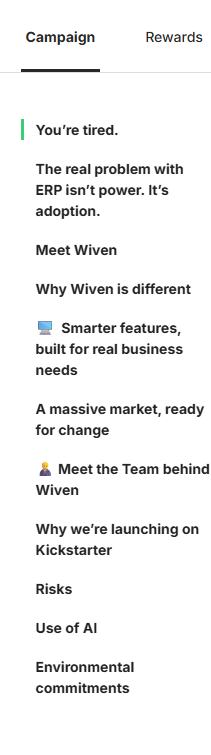 Campaign Rewards
You’re tired.
The real problem with
ERP isn’t power. It’s
adoption.
Meet Wiven
Why Wiven is different
Smarter features,
built for real business
needs
A massive market, ready
for change
Meet the Team behind
Wiven
Why we’re launching on
Kickstarter
Risks
Use of AI
Environmental
commitments